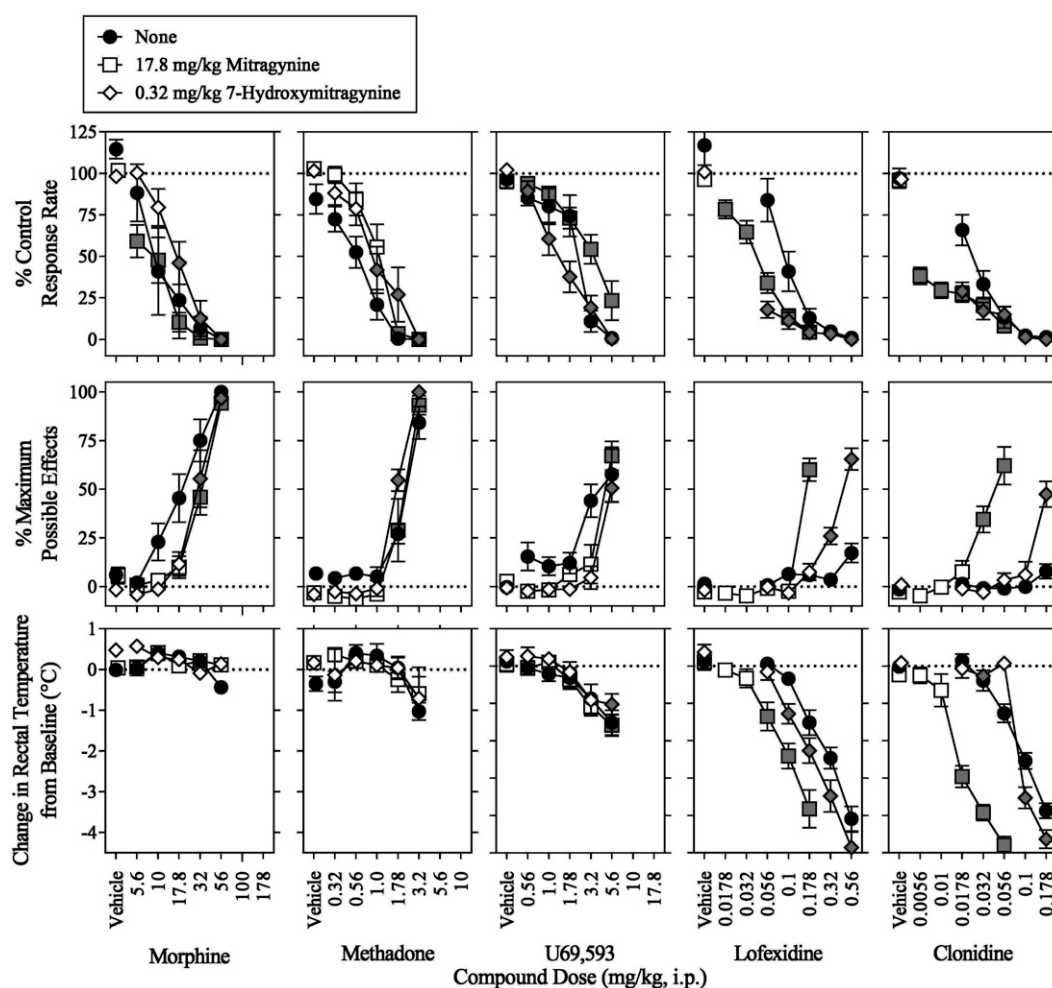 None
17.8 mg/kg Mitragynine
0.32 mg/kg 7-Hydroxymitragynine
% Control
Response Rate
125
100
75
50
25
0
% Maximum
Possible Effects
100
75
50
25
0
Change in Rectal Temperature
from Baseline (°C)
1
0
-1
-2
-3
-4
Vehicle
5.6
10
17.8
32
56
100
178
Vehicle
0.32
0.56
1.0
1.78
3.2
5.6
10
Vehicle
0.56
1.0
1.78
3.2
5.6
10
17.8
Vehicle
0.0178
0.032
0.056
0.1
0.178
0.32
0.56
Vehicle
0.0056
0.01
0.0178
0.032
0.056
0.1
0.178
Morphine
Methadone
U69,593
Lofexidine
Clonidine
Compound Dose (mg/kg, i.p.)